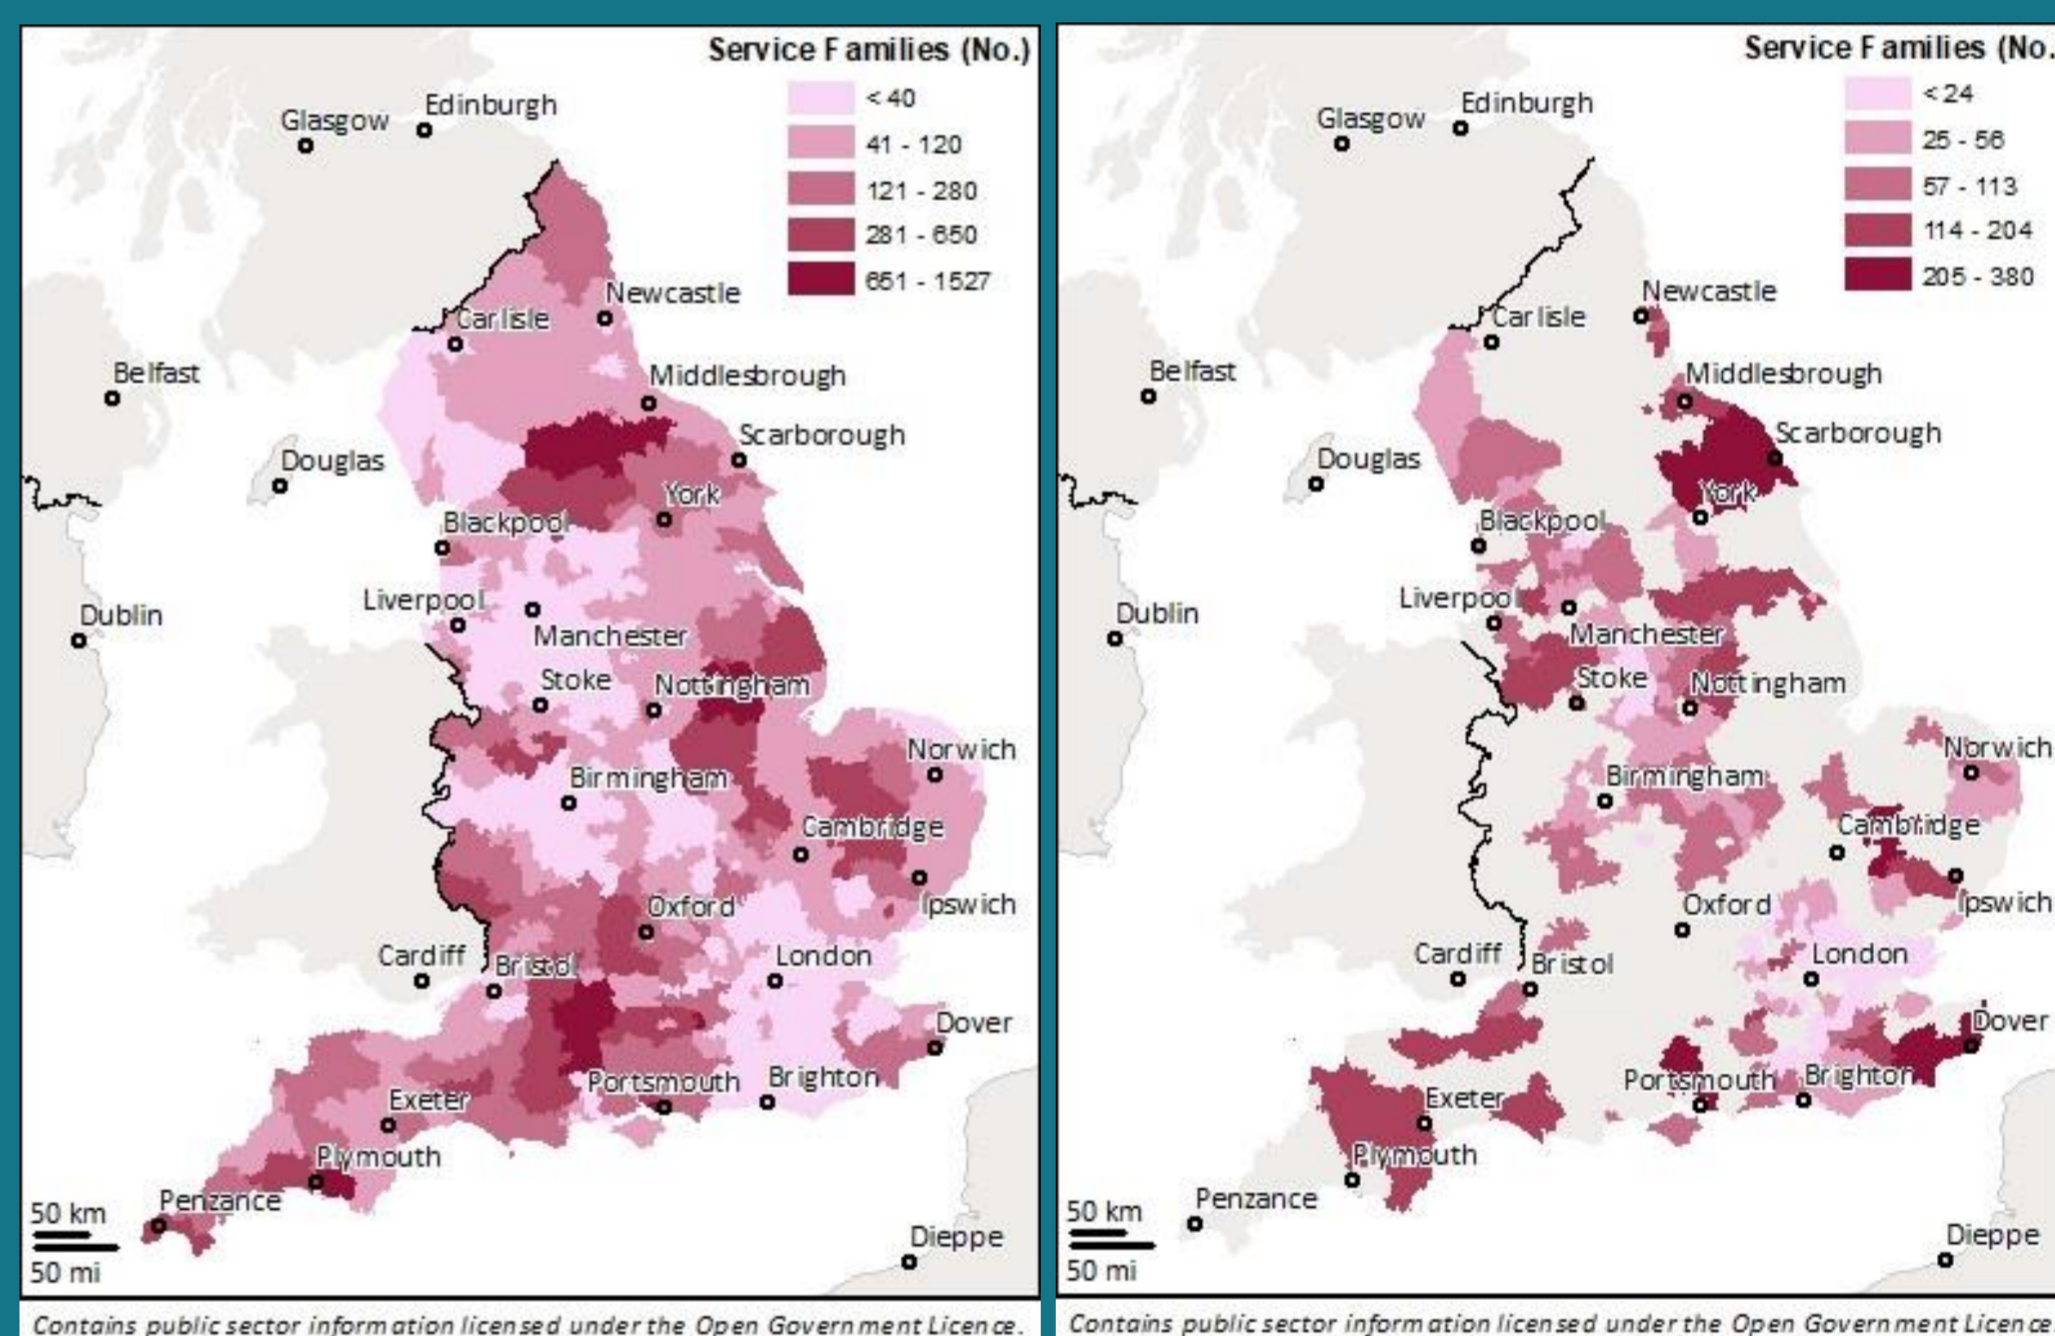 Service Families (No.)
< 40
41 - 120
121 - 280
281 - 650
651 - 1527
Edinburgh
Glasgow
Newcastle
Carlisle
Belfast
Middlesbrough
Scarborough
Douglas
York
Blackpool
Liverpool
Dublin
Manchester
Stoke
Nottingham
Norwich
Birmingham
Cambridge
Ipswich
Oxford
Cardiff
Bristol
London
Dover
Portsmouth
Brighton
Exeter
Plymouth
Penzance
50 km
50 mi
Dieppe
Contains public sector information licensed under the Open Government Licence.
Service Families (No.
< 24
25 - 56
57 - 113
114 - 204
205 - 380
Edinburgh
Glasgow
Newcastle
Carlisle
Belfast
Middlesbrough
Scarborough
Douglas
York
Blackpool
Liverpool
Dublin
Manchester
Stoke
Nottingham
Norwich
Birmingham
Cambridge
Ipswich
Oxford
Cardiff
Bristol
London
Dover
Portsmouth
Brighton
Exeter
Plymouth
Penzance
50 km
50 mi
Dieppe
Contains public sector information licensed under the Open Government Licence